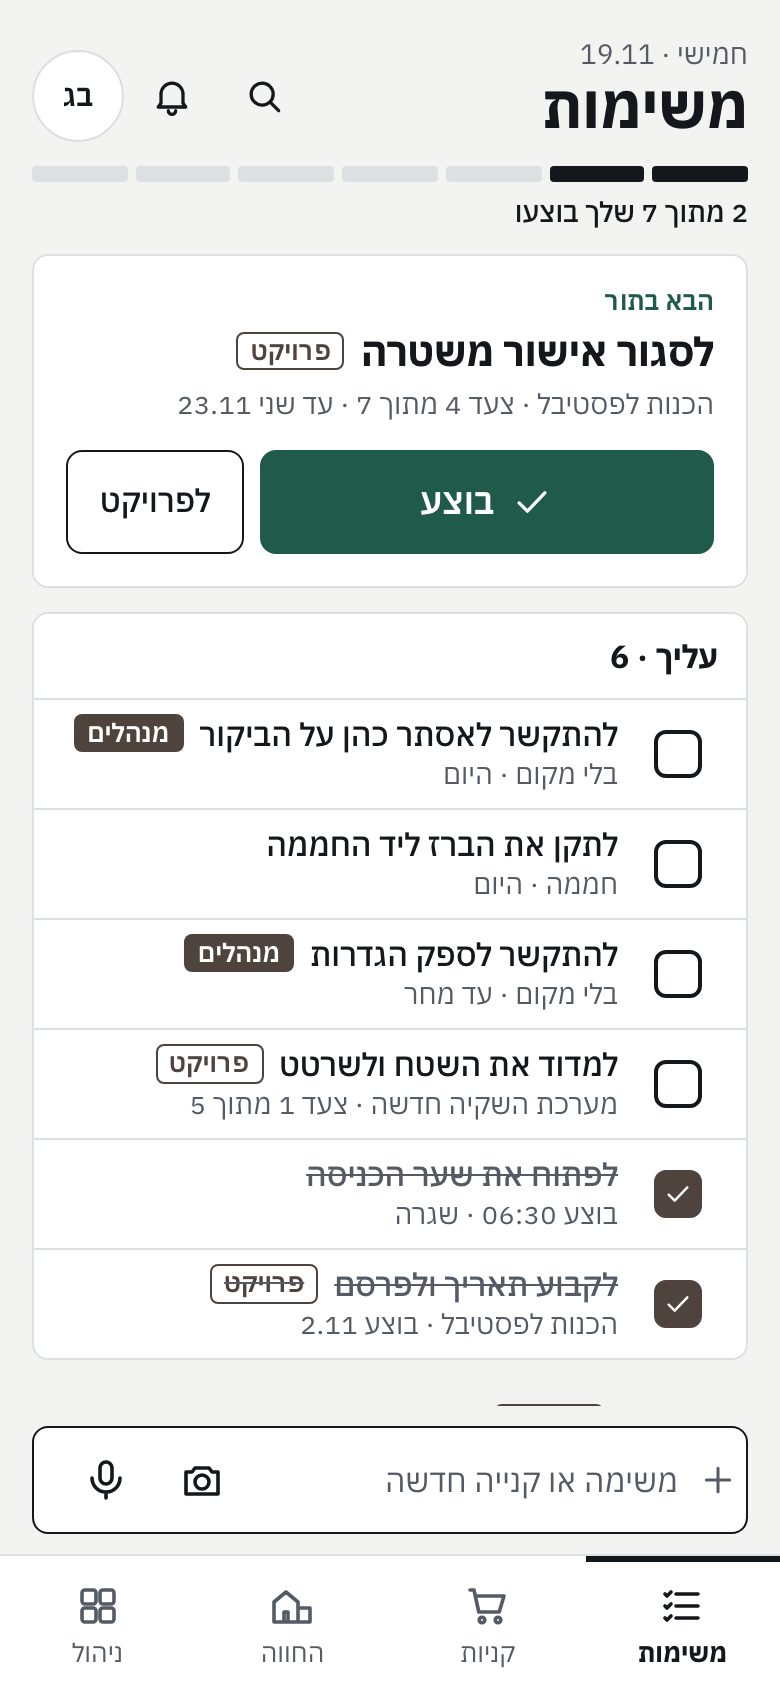 חמישי · 19.11
משימות
בג
2 מתוך 7 שלך בוצעו
הבא בתור
לסגור אישור משטרה פרויקט
הכנות לפסטיבל · צעד 4 מתוך 7 · עד שני 23.11
בוצע
לפרויקט
עליך · 6
להתקשר לאסתר כהן על הביקור מנהלים
בלי מקום · היום
לתקן את הברז ליד החממה
חממה · היום
להתקשר לספק הגדרות מנהלים
בלי מקום · עד מחר
למדוד את השטח ולשרטט פרויקט
מערכת השקיה חדשה · צעד 1 מתוך 5
לפתוח את שער הכניסה
בוצע 06:30 · שגרה
לקבוע תאריך ולפרסם פרויקט
הכנות לפסטיבל · בוצע 2.11
משימה או קנייה חדשה
משימות
קניות
החווה
ניהול